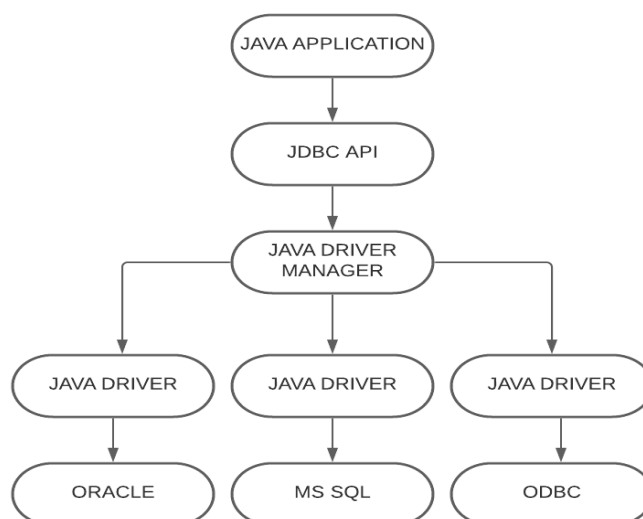 JAVA APPLICATION
JDBC API
JAVA DRIVER
MANAGER
JAVA DRIVER
JAVA DRIVER
JAVA DRIVER
ORACLE
MS SQL
ODBC